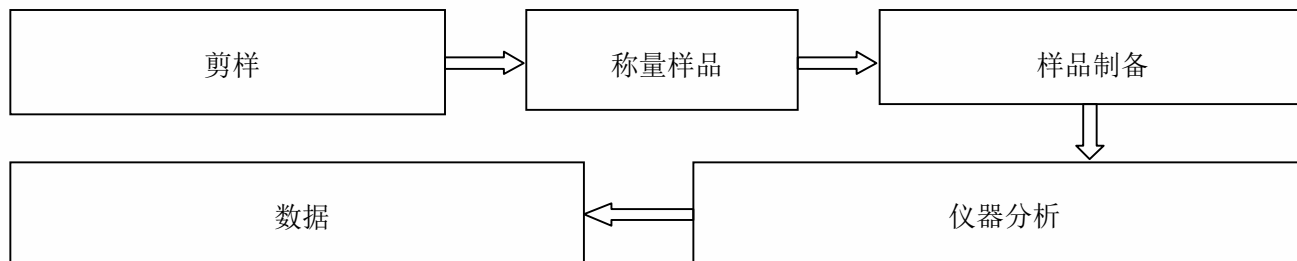 剪样
称量样品
样品制备
仪器分析
数据